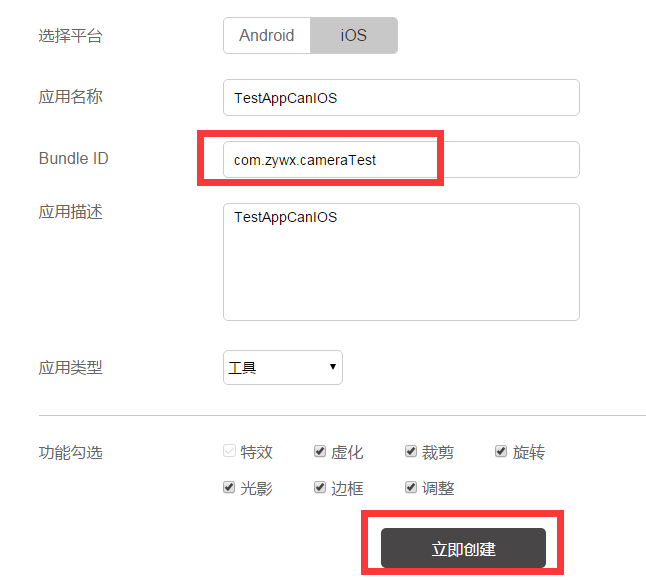 选择平台 Android iOS
应用名称 TestAppCanIOS
Bundle ID com.zywx.cameraTest
应用描述 TestAppCanIOS
应用类型 工具
功能勾选 特效 虚化 裁剪 旋转
光影 边框 调整
立即创建